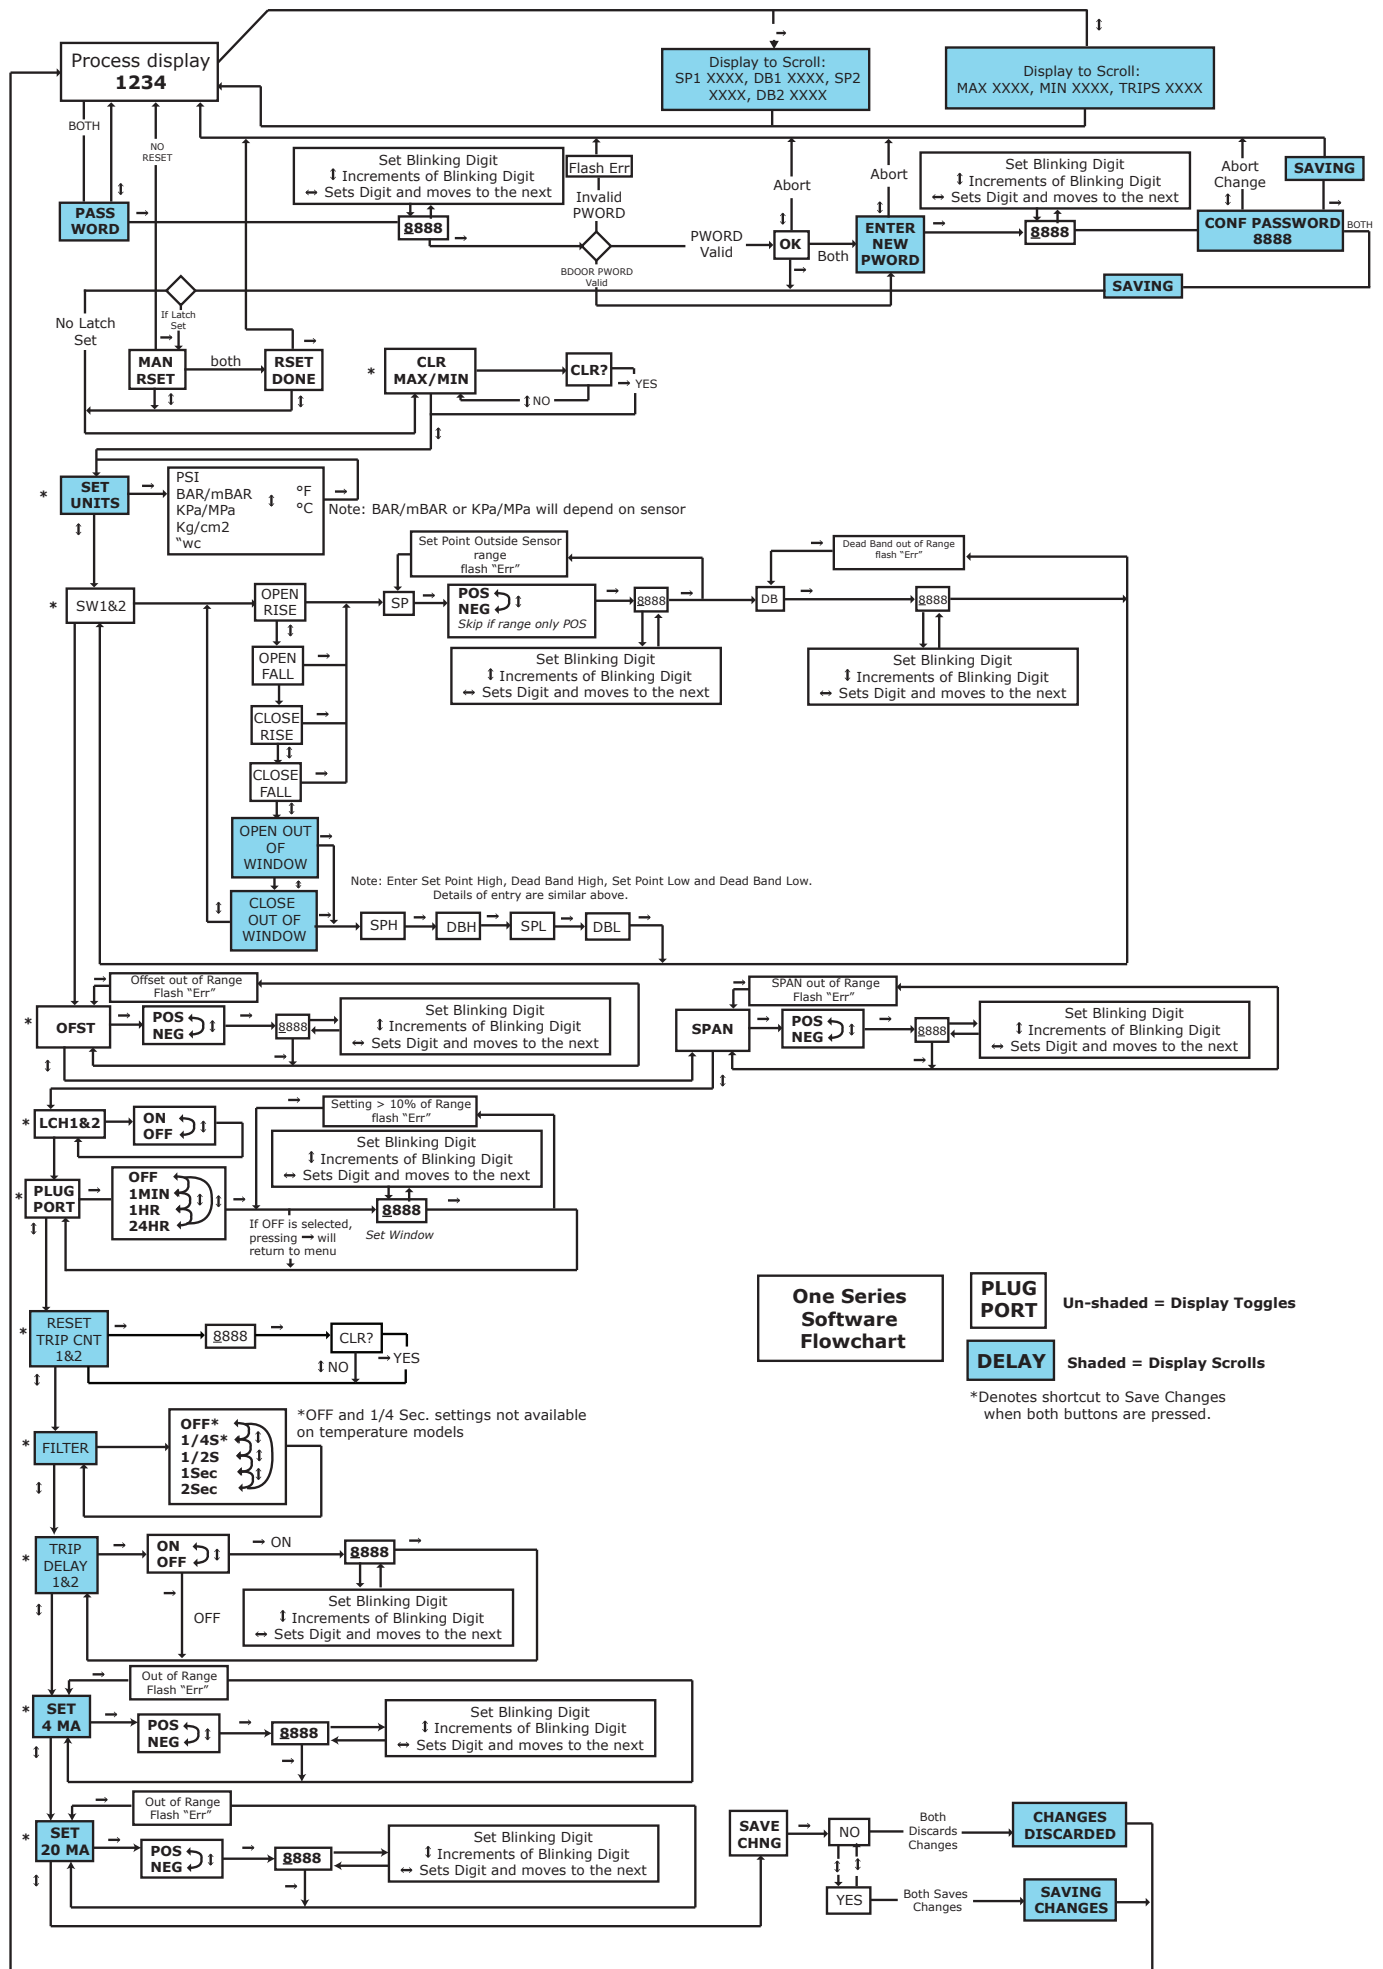 Process display
1234
Display to Scroll:
SP1 XXXX, DB1 XXXX, SP2
XXXX, DB2 XXXX
Display to Scroll:
MAX XXXX, MIN XXXX, TRIPS XXXX
BOTH
NO
RESET
PASS
WORD
Set Blinking Digit
↕ Increments of Blinking Digit
↔ Sets Digit and moves to the next
8888
Flash Err
Invalid
PWORD
BDOOR PWORD
Valid
PWORD
Valid
Abort
OK
Both
Abort
ENTER
NEW
PWORD
Set Blinking Digit
↕ Increments of Blinking Digit
↔ Sets Digit and moves to the next
8888
Abort
Change
SAVING
CONF PASSWORD
8888
BOTH
SAVING
No Latch
Set
If Latch
Set
MAN
RSET
both
RSET
DONE
*
CLR
MAX/MIN
CLR?
→ YES
↕ NO
*
SET
UNITS
PSI
BAR/mBAR
KPa/MPa
Kg/cm2
“wc
°F
°C
Note: BAR/mBAR or KPa/MPa will depend on sensor
*
SW1&2
OPEN
RISE
OPEN
FALL
CLOSE
RISE
CLOSE
FALL
OPEN OUT
OF
WINDOW
CLOSE
OUT OF
WINDOW
Set Point Outside Sensor
range
flash “Err”
SP
POS
NEG
Skip if range only POS
8888
Set Blinking Digit
↕ Increments of Blinking Digit
↔ Sets Digit and moves to the next
Dead Band out of Range
flash “Err”
DB
8888
Set Blinking Digit
↕ Increments of Blinking Digit
↔ Sets Digit and moves to the next
Note: Enter Set Point High, Dead Band High, Set Point Low and Dead Band Low.
Details of entry are similar above.
SPH
DBH
SPL
DBL
Offset out of Range
Flash “Err”
*
OFST
POS
NEG
8888
Set Blinking Digit
↕ Increments of Blinking Digit
↔ Sets Digit and moves to the next
SPAN out of Range
Flash “Err”
SPAN
POS
NEG
8888
Set Blinking Digit
↕ Increments of Blinking Digit
↔ Sets Digit and moves to the next
*
LCH1&2
ON
OFF
Setting > 10% of Range
flash “Err”
Set Blinking Digit
↕ Increments of Blinking Digit
↔ Sets Digit and moves to the next
*
PLUG
PORT
OFF
1MIN
1HR
24HR
If OFF is selected,
pressing → will
return to menu
8888
Set Window
One Series
Software
Flowchart
PLUG
PORT
Un-shaded = Display Toggles
DELAY
Shaded = Display Scrolls
*Denotes shortcut to Save Changes
when both buttons are pressed.
*
RESET
TRIP CNT
1&2
8888
CLR?
→ YES
↕ NO
*
FILTER
OFF*
1/4S*
1/2S
1Sec
2Sec
*OFF and 1/4 Sec. settings not available
on temperature models
*
TRIP
DELAY
1&2
ON
OFF
→ ON
OFF
8888
Set Blinking Digit
↕ Increments of Blinking Digit
↔ Sets Digit and moves to the next
Out of Range
Flash “Err”
*
SET
4 MA
POS
NEG
8888
Set Blinking Digit
↕ Increments of Blinking Digit
↔ Sets Digit and moves to the next
Out of Range
Flash “Err”
*
SET
20 MA
POS
NEG
8888
Set Blinking Digit
↕ Increments of Blinking Digit
↔ Sets Digit and moves to the next
SAVE
CHNG
NO
Both
Discards
Changes
CHANGES
DISCARDED
YES
Both Saves
Changes
SAVING
CHANGES